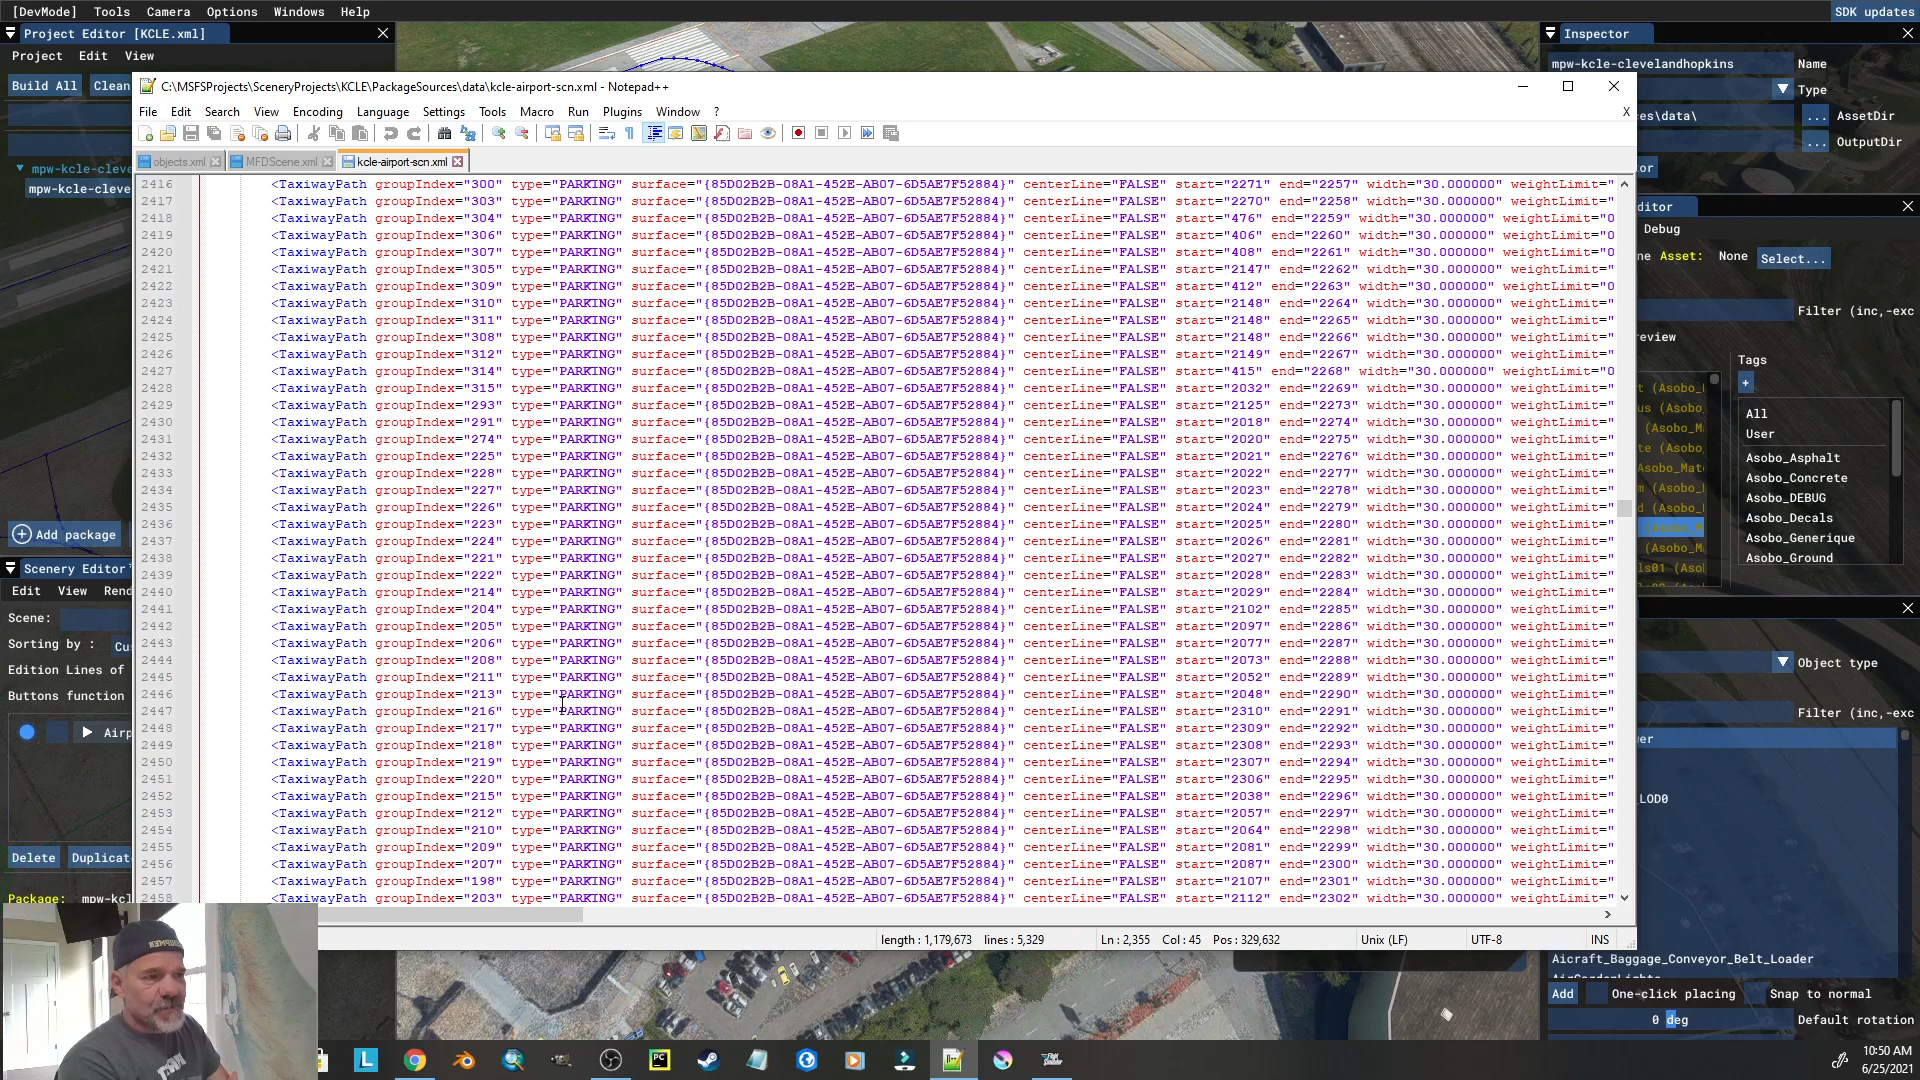 [DevMode] Tools Camera Options Windows Help SDK updates
Project Editor [KCLE.xml]
Project Edit View
Build All Clean
mpw-kcle-cleve
mpw-kcle-cleve
Add package
Scenery Editor
Edit View Rend
Scene:
Sorting by : Cu
Edition Lines of
Buttons function
Airp
Delete Duplicat
Package: mpw-kcl
C:\MSFSProjects\SceneryProjects\KCLE\PackageSources\data\kcle-airport-scn.xml - Notepad++
File Edit Search View Encoding Language Settings Tools Macro Run Plugins Window ? X
objects.xml MFDScene.xml kcle-airport-scn.xml
2416 <TaxiwayPath groupIndex="300" type="PARKING" surface="{85D02B2B-08A1-452E-AB07-6D5AE7F52884}" centerLine="FALSE" start="2271" end="2257" width="30.000000" weightLimit="
2417 <TaxiwayPath groupIndex="303" type="PARKING" surface="{85D02B2B-08A1-452E-AB07-6D5AE7F52884}" centerLine="FALSE" start="2270" end="2258" width="30.000000" weightLimit="
2418 <TaxiwayPath groupIndex="304" type="PARKING" surface="{85D02B2B-08A1-452E-AB07-6D5AE7F52884}" centerLine="FALSE" start="476" end="2259" width="30.000000" weightLimit="0
2419 <TaxiwayPath groupIndex="306" type="PARKING" surface="{85D02B2B-08A1-452E-AB07-6D5AE7F52884}" centerLine="FALSE" start="406" end="2260" width="30.000000" weightLimit="0
2420 <TaxiwayPath groupIndex="307" type="PARKING" surface="{85D02B2B-08A1-452E-AB07-6D5AE7F52884}" centerLine="FALSE" start="408" end="2261" width="30.000000" weightLimit="0
2421 <TaxiwayPath groupIndex="305" type="PARKING" surface="{85D02B2B-08A1-452E-AB07-6D5AE7F52884}" centerLine="FALSE" start="2147" end="2262" width="30.000000" weightLimit="
2422 <TaxiwayPath groupIndex="309" type="PARKING" surface="{85D02B2B-08A1-452E-AB07-6D5AE7F52884}" centerLine="FALSE" start="412" end="2263" width="30.000000" weightLimit="0
2423 <TaxiwayPath groupIndex="310" type="PARKING" surface="{85D02B2B-08A1-452E-AB07-6D5AE7F52884}" centerLine="FALSE" start="2148" end="2264" width="30.000000" weightLimit="
2424 <TaxiwayPath groupIndex="311" type="PARKING" surface="{85D02B2B-08A1-452E-AB07-6D5AE7F52884}" centerLine="FALSE" start="2148" end="2265" width="30.000000" weightLimit="
2425 <TaxiwayPath groupIndex="308" type="PARKING" surface="{85D02B2B-08A1-452E-AB07-6D5AE7F52884}" centerLine="FALSE" start="2148" end="2266" width="30.000000" weightLimit="
2426 <TaxiwayPath groupIndex="312" type="PARKING" surface="{85D02B2B-08A1-452E-AB07-6D5AE7F52884}" centerLine="FALSE" start="2149" end="2267" width="30.000000" weightLimit="
2427 <TaxiwayPath groupIndex="314" type="PARKING" surface="{85D02B2B-08A1-452E-AB07-6D5AE7F52884}" centerLine="FALSE" start="415" end="2268" width="30.000000" weightLimit="0
2428 <TaxiwayPath groupIndex="315" type="PARKING" surface="{85D02B2B-08A1-452E-AB07-6D5AE7F52884}" centerLine="FALSE" start="2032" end="2269" width="30.000000" weightLimit="
2429 <TaxiwayPath groupIndex="293" type="PARKING" surface="{85D02B2B-08A1-452E-AB07-6D5AE7F52884}" centerLine="FALSE" start="2125" end="2273" width="30.000000" weightLimit="
2430 <TaxiwayPath groupIndex="291" type="PARKING" surface="{85D02B2B-08A1-452E-AB07-6D5AE7F52884}" centerLine="FALSE" start="2018" end="2274" width="30.000000" weightLimit="
2431 <TaxiwayPath groupIndex="274" type="PARKING" surface="{85D02B2B-08A1-452E-AB07-6D5AE7F52884}" centerLine="FALSE" start="2020" end="2275" width="30.000000" weightLimit="
2432 <TaxiwayPath groupIndex="225" type="PARKING" surface="{85D02B2B-08A1-452E-AB07-6D5AE7F52884}" centerLine="FALSE" start="2021" end="2276" width="30.000000" weightLimit="
2433 <TaxiwayPath groupIndex="228" type="PARKING" surface="{85D02B2B-08A1-452E-AB07-6D5AE7F52884}" centerLine="FALSE" start="2022" end="2277" width="30.000000" weightLimit="
2434 <TaxiwayPath groupIndex="227" type="PARKING" surface="{85D02B2B-08A1-452E-AB07-6D5AE7F52884}" centerLine="FALSE" start="2023" end="2278" width="30.000000" weightLimit="
2435 <TaxiwayPath groupIndex="226" type="PARKING" surface="{85D02B2B-08A1-452E-AB07-6D5AE7F52884}" centerLine="FALSE" start="2024" end="2279" width="30.000000" weightLimit="
2436 <TaxiwayPath groupIndex="223" type="PARKING" surface="{85D02B2B-08A1-452E-AB07-6D5AE7F52884}" centerLine="FALSE" start="2025" end="2280" width="30.000000" weightLimit="
2437 <TaxiwayPath groupIndex="224" type="PARKING" surface="{85D02B2B-08A1-452E-AB07-6D5AE7F52884}" centerLine="FALSE" start="2026" end="2281" width="30.000000" weightLimit="
2438 <TaxiwayPath groupIndex="221" type="PARKING" surface="{85D02B2B-08A1-452E-AB07-6D5AE7F52884}" centerLine="FALSE" start="2027" end="2282" width="30.000000" weightLimit="
2439 <TaxiwayPath groupIndex="222" type="PARKING" surface="{85D02B2B-08A1-452E-AB07-6D5AE7F52884}" centerLine="FALSE" start="2028" end="2283" width="30.000000" weightLimit="
2440 <TaxiwayPath groupIndex="214" type="PARKING" surface="{85D02B2B-08A1-452E-AB07-6D5AE7F52884}" centerLine="FALSE" start="2029" end="2284" width="30.000000" weightLimit="
2441 <TaxiwayPath groupIndex="204" type="PARKING" surface="{85D02B2B-08A1-452E-AB07-6D5AE7F52884}" centerLine="FALSE" start="2102" end="2285" width="30.000000" weightLimit="
2442 <TaxiwayPath groupIndex="205" type="PARKING" surface="{85D02B2B-08A1-452E-AB07-6D5AE7F52884}" centerLine="FALSE" start="2097" end="2286" width="30.000000" weightLimit="
2443 <TaxiwayPath groupIndex="206" type="PARKING" surface="{85D02B2B-08A1-452E-AB07-6D5AE7F52884}" centerLine="FALSE" start="2077" end="2287" width="30.000000" weightLimit="
2444 <TaxiwayPath groupIndex="208" type="PARKING" surface="{85D02B2B-08A1-452E-AB07-6D5AE7F52884}" centerLine="FALSE" start="2073" end="2288" width="30.000000" weightLimit="
2445 <TaxiwayPath groupIndex="211" type="PARKING" surface="{85D02B2B-08A1-452E-AB07-6D5AE7F52884}" centerLine="FALSE" start="2052" end="2289" width="30.000000" weightLimit="
2446 <TaxiwayPath groupIndex="213" type="PARKING" surface="{85D02B2B-08A1-452E-AB07-6D5AE7F52884}" centerLine="FALSE" start="2048" end="2290" width="30.000000" weightLimit="
2447 <TaxiwayPath groupIndex="216" type="PARKING" surface="{85D02B2B-08A1-452E-AB07-6D5AE7F52884}" centerLine="FALSE" start="2310" end="2291" width="30.000000" weightLimit="
2448 <TaxiwayPath groupIndex="217" type="PARKING" surface="{85D02B2B-08A1-452E-AB07-6D5AE7F52884}" centerLine="FALSE" start="2309" end="2292" width="30.000000" weightLimit="
2449 <TaxiwayPath groupIndex="218" type="PARKING" surface="{85D02B2B-08A1-452E-AB07-6D5AE7F52884}" centerLine="FALSE" start="2308" end="2293" width="30.000000" weightLimit="
2450 <TaxiwayPath groupIndex="219" type="PARKING" surface="{85D02B2B-08A1-452E-AB07-6D5AE7F52884}" centerLine="FALSE" start="2307" end="2294" width="30.000000" weightLimit="
2451 <TaxiwayPath groupIndex="220" type="PARKING" surface="{85D02B2B-08A1-452E-AB07-6D5AE7F52884}" centerLine="FALSE" start="2306" end="2295" width="30.000000" weightLimit="
2452 <TaxiwayPath groupIndex="215" type="PARKING" surface="{85D02B2B-08A1-452E-AB07-6D5AE7F52884}" centerLine="FALSE" start="2038" end="2296" width="30.000000" weightLimit="
2453 <TaxiwayPath groupIndex="212" type="PARKING" surface="{85D02B2B-08A1-452E-AB07-6D5AE7F52884}" centerLine="FALSE" start="2057" end="2297" width="30.000000" weightLimit="
2454 <TaxiwayPath groupIndex="210" type="PARKING" surface="{85D02B2B-08A1-452E-AB07-6D5AE7F52884}" centerLine="FALSE" start="2064" end="2298" width="30.000000" weightLimit="
2455 <TaxiwayPath groupIndex="209" type="PARKING" surface="{85D02B2B-08A1-452E-AB07-6D5AE7F52884}" centerLine="FALSE" start="2081" end="2299" width="30.000000" weightLimit="
2456 <TaxiwayPath groupIndex="207" type="PARKING" surface="{85D02B2B-08A1-452E-AB07-6D5AE7F52884}" centerLine="FALSE" start="2087" end="2300" width="30.000000" weightLimit="
2457 <TaxiwayPath groupIndex="198" type="PARKING" surface="{85D02B2B-08A1-452E-AB07-6D5AE7F52884}" centerLine="FALSE" start="2107" end="2301" width="30.000000" weightLimit="
2458 <TaxiwayPath groupIndex="203" type="PARKING" surface="{85D02B2B-08A1-452E-AB07-6D5AE7F52884}" centerLine="FALSE" start="2112" end="2302" width="30.000000" weightLimit="
length : 1,179,673 lines : 5,329 Ln : 2,355 Col : 45 Pos : 329,632 Unix (LF) UTF-8 INS
Inspector
mpw-kcle-clevelandhopkins Name
Type
es\data\ ... AssetDir
... OutputDir
or
ditor
Debug
ne Asset: None Select...
Filter (inc,-exc
review
Tags
+
All
User
Asobo_Asphalt
Asobo_Concrete
Asobo_DEBUG
Asobo_Decals
Asobo_Generique
Asobo_Ground
Object type
Filter (inc,-exc
er
_LOD0
Aicraft_Baggage_Conveyor_Belt_Loader
Add One-click placing Snap to normal
0 deg Default rotation
10:50 AM
6/25/2021